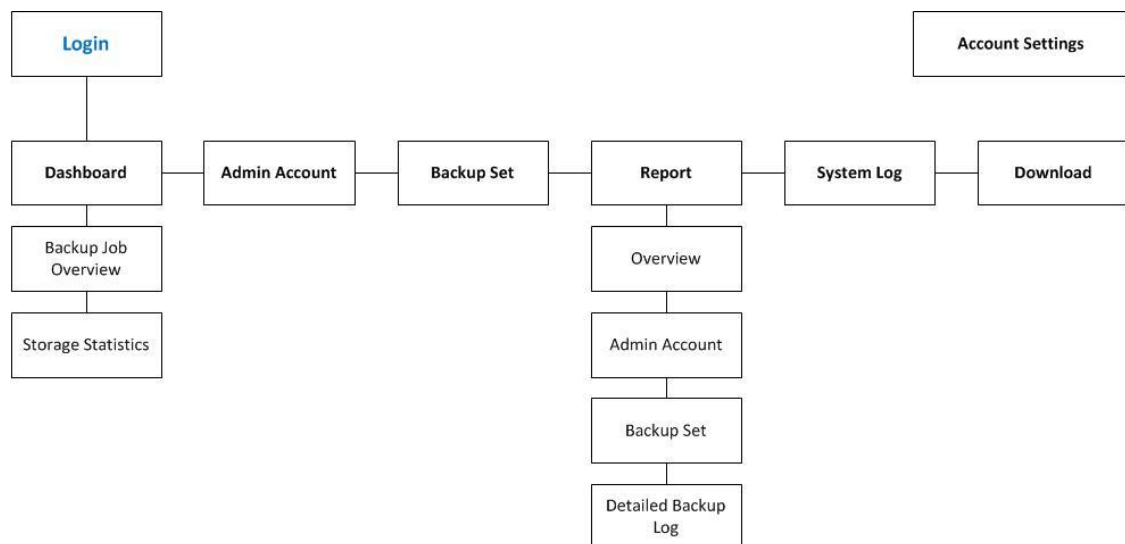 Login
Account Settings
Dashboard
Admin Account
Backup Set
Report
System Log
Download
Backup Job
Overview
Overview
Storage Statistics
Admin Account
Backup Set
Detailed Backup
Log